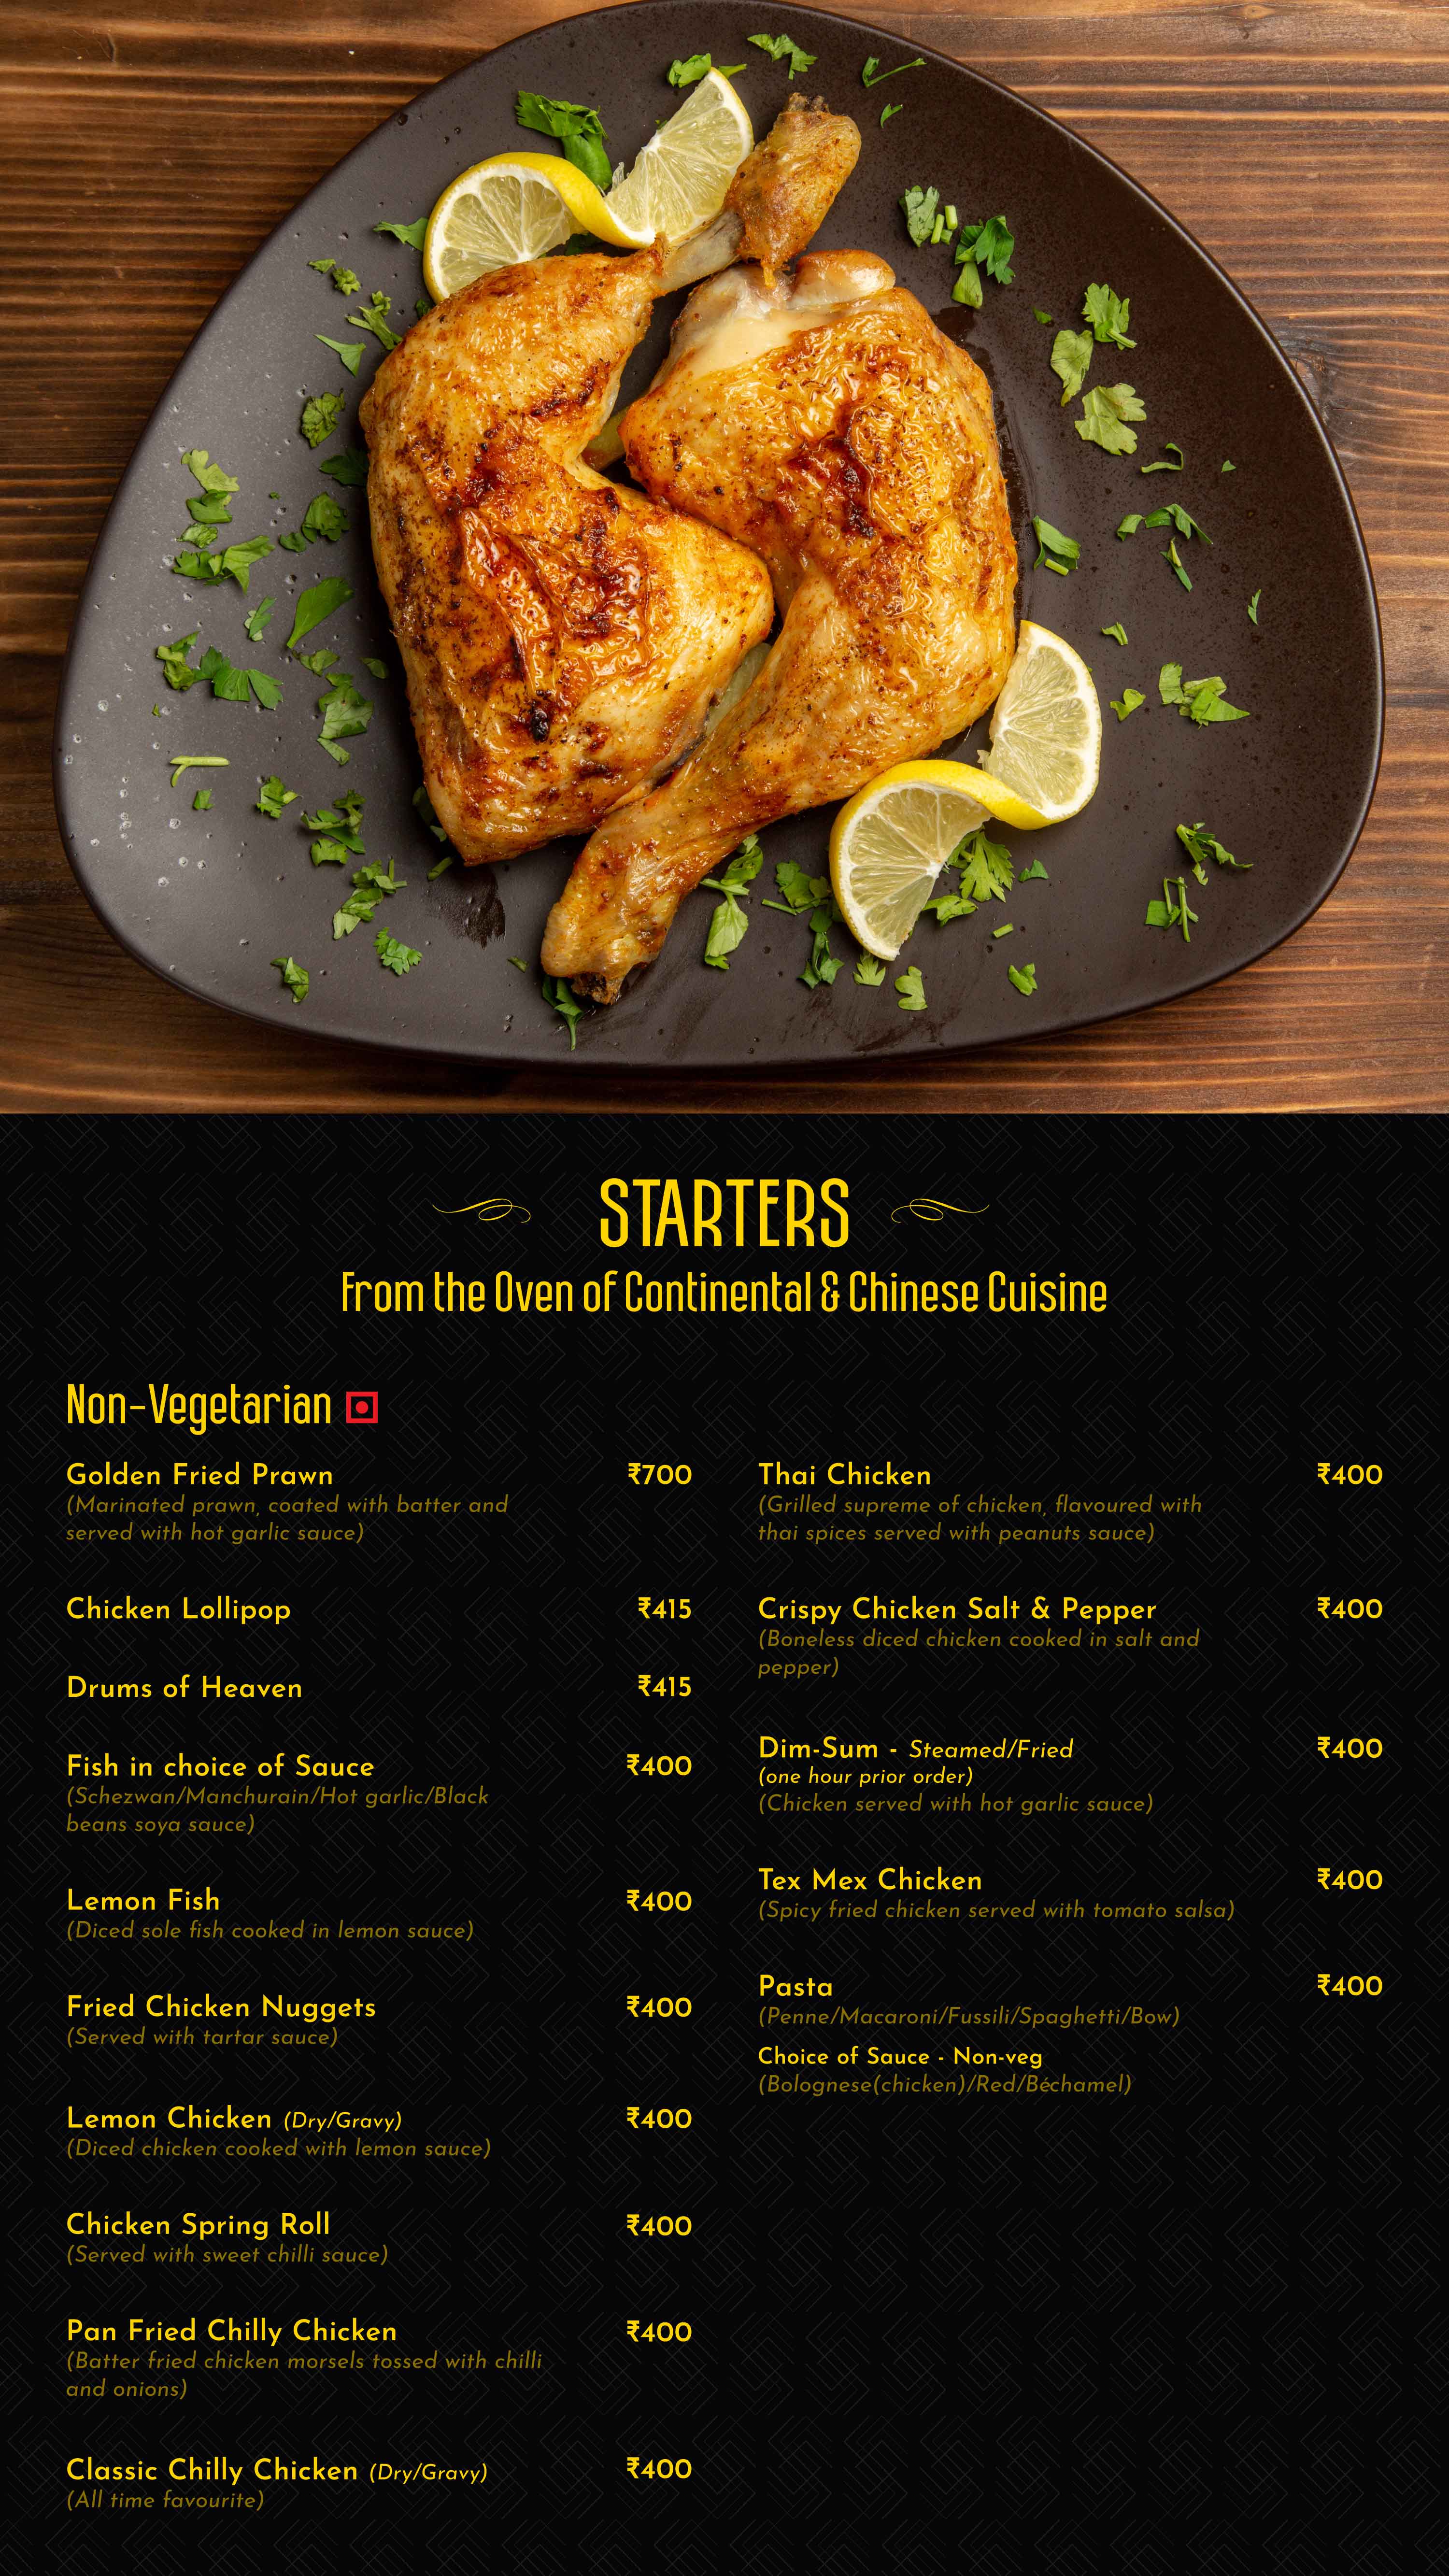 STARTERS
From the Oven of Continental & Chinese Cuisine
Non-Vegetarian
Golden Fried Prawn ₹700
(Marinated prawn, coated with batter and
served with hot garlic sauce)
Chicken Lollipop ₹415
Drums of Heaven ₹415
Fish in choice of Sauce ₹400
(Schezwan/Manchurain/Hot garlic/Black
beans soya sauce)
Lemon Fish ₹400
(Diced sole fish cooked in lemon sauce)
Fried Chicken Nuggets ₹400
(Served with tartar sauce)
Lemon Chicken (Dry/Gravy) ₹400
(Diced chicken cooked with lemon sauce)
Chicken Spring Roll ₹400
(Served with sweet chilli sauce)
Pan Fried Chilly Chicken ₹400
(Batter fried chicken morsels tossed with chilli
and onions)
Classic Chilly Chicken (Dry/Gravy) ₹400
(All time favourite)
Thai Chicken ₹400
(Grilled supreme of chicken, flavoured with
thai spices served with peanuts sauce)
Crispy Chicken Salt & Pepper ₹400
(Boneless diced chicken cooked in salt and
pepper)
Dim-Sum - Steamed/Fried ₹400
(one hour prior order)
(Chicken served with hot garlic sauce)
Tex Mex Chicken ₹400
(Spicy fried chicken served with tomato salsa)
Pasta ₹400
(Penne/Macaroni/Fussili/Spaghetti/Bow)
Choice of Sauce - Non-veg
(Bolognese(chicken)/Red/Béchamel)